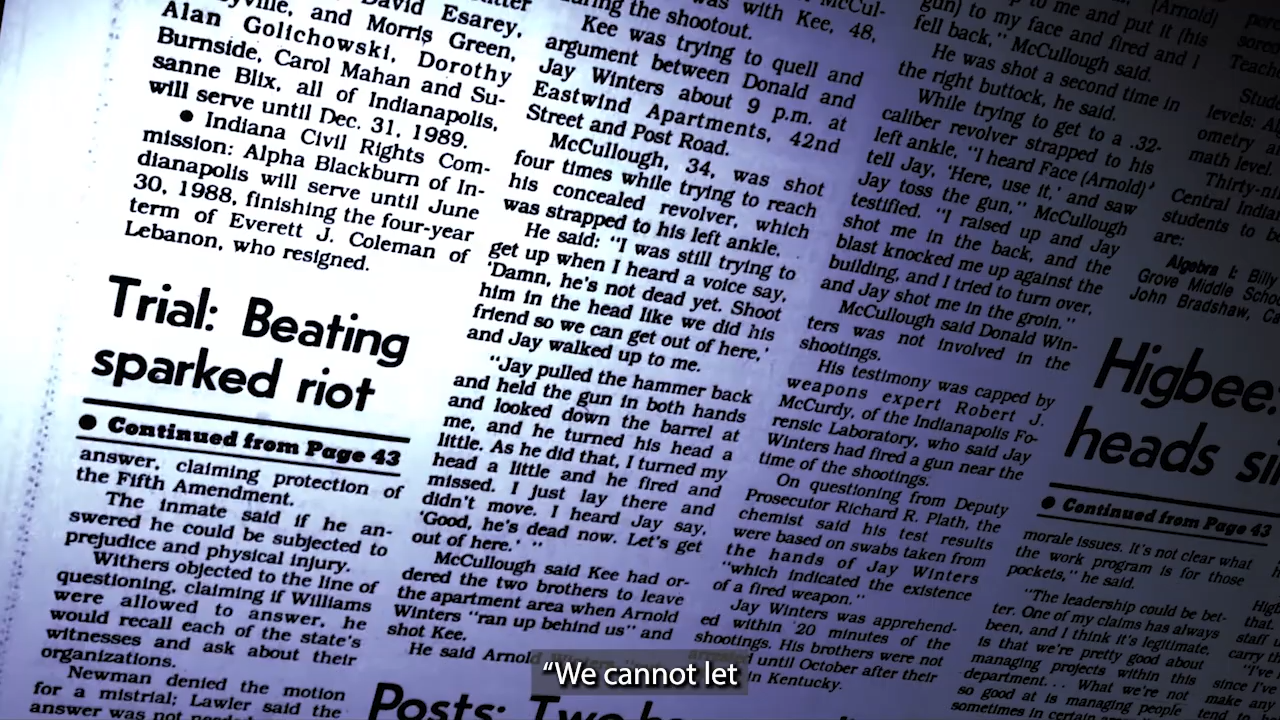 David Esarey,
yville, and Morris Green,
Alan Golichowski, Dorothy
Burnside, Carol Mahan and Su-
sanne Blix, all of Indianapolis,
will serve until Dec. 31, 1989.
● Indiana Civil Rights Com-
mission: Alpha Blackburn of In-
dianapolis will serve until June
30, 1988, finishing the four-year
term of Everett J. Coleman of
Lebanon, who resigned.
Trial: Beating
sparked riot
● Continued from Page 43
answer, claiming protection of
the Fifth Amendment.
The inmate said if he an-
swered he could be subjected to
prejudice and physical injury.
Withers objected to the line of
questioning, claiming if Williams
were allowed to answer, he
would recall each of the state's
witnesses and ask about their
organizations.
Newman denied the motion
for a mistrial; Lawler said the
answer was not
during the shootout.
Kee was trying to quell and
argument between Donald and
Jay Winters about 9 p.m. at
Eastwind Apartments, 42nd
Street and Post Road.
McCullough, 34, was shot
four times while trying to reach
his concealed revolver, which
was strapped to his left ankle.
He said: "I was still trying to
get up when I heard a voice say,
'Damn, he's not dead yet. Shoot
him in the head like we did his
friend so we can get out of here,'
and Jay walked up to me.
"Jay pulled the hammer back
and held the gun in both hands
and looked down the barrel at
me, and he turned his head a
little. As he did that, I turned my
head a little and he fired and
missed. I just lay there and
didn't move. I heard Jay say,
'Good, he's dead now. Let's get
out of here.' "
McCullough said Kee had or-
dered the two brothers to leave
the apartment area when Arnold
Winters "ran up behind us" and
shot Kee.
He said Arnold
Posts:
was with Kee, 48,
gun) to my face and fired and I
fell back," McCullough said.
He was shot a second time in
the right buttock, he said.
While trying to get to a .32-
caliber revolver strapped to his
left ankle, "I heard Face (Arnold)
tell Jay, 'Here, use it,' and saw
Jay toss the gun," McCullough
testified. "I raised up and Jay
shot me in the back, and the
blast knocked me up against the
building, and I tried to turn over,
and Jay shot me in the groin."
McCullough said Donald Win-
ters was not involved in the
shootings.
His testimony was capped by
weapons expert Robert J.
McCurdy, of the Indianapolis Fo-
rensic Laboratory, who said Jay
Winters had fired a gun near the
time of the shootings.
On questioning from Deputy
Prosecutor Richard R. Plath, the
chemist said his test results
were based on swabs taken from
the hands of Jay Winters
"which indicated the existence
of a fired weapon."
Jay Winters was apprehend-
ed within 20 minutes of the
shootings. His brothers were not
until October after their
in Kentucky.
levels:
math level.
Central
students to
are:
Algebra I: Billy
Grove Middle
John Bradshaw,
Higbee:
heads
● Continued from Page 43
morale issues. It's not clear what
the work program is for those
pockets," he said.
"The leadership could be bet-
ter. One of my claims has always
been, and I think it's legitimate,
is that we're pretty good about
managing projects within this
department. . . What we're not
so good at is managing people
sometimes in
“We cannot let